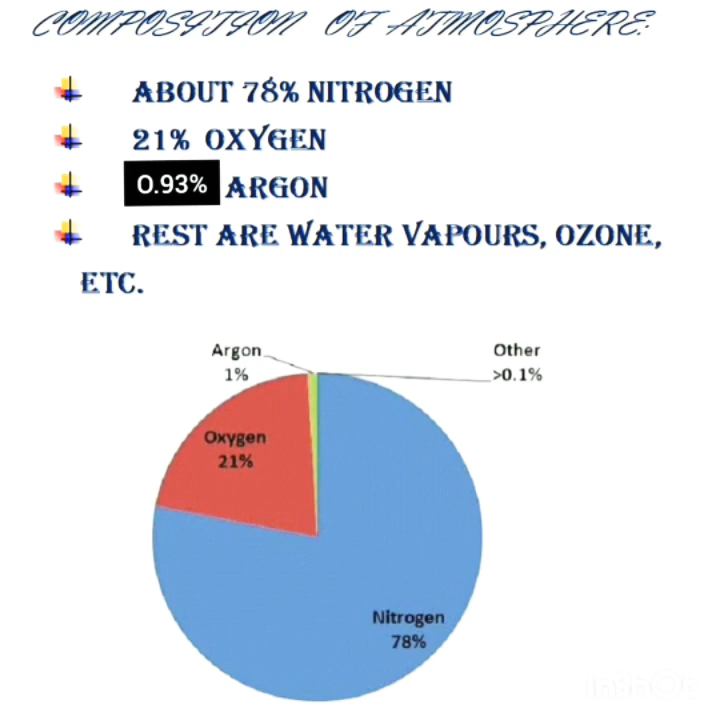 COMPOSITION OF ATMOSPHERE:
ABOUT 78% NITROGEN
21% OXYGEN
0.93% ARGON
REST ARE WATER VAPOURS, OZONE,
ETC.
Argon
1%
Other
>0.1%
Oxygen
21%
Nitrogen
78%